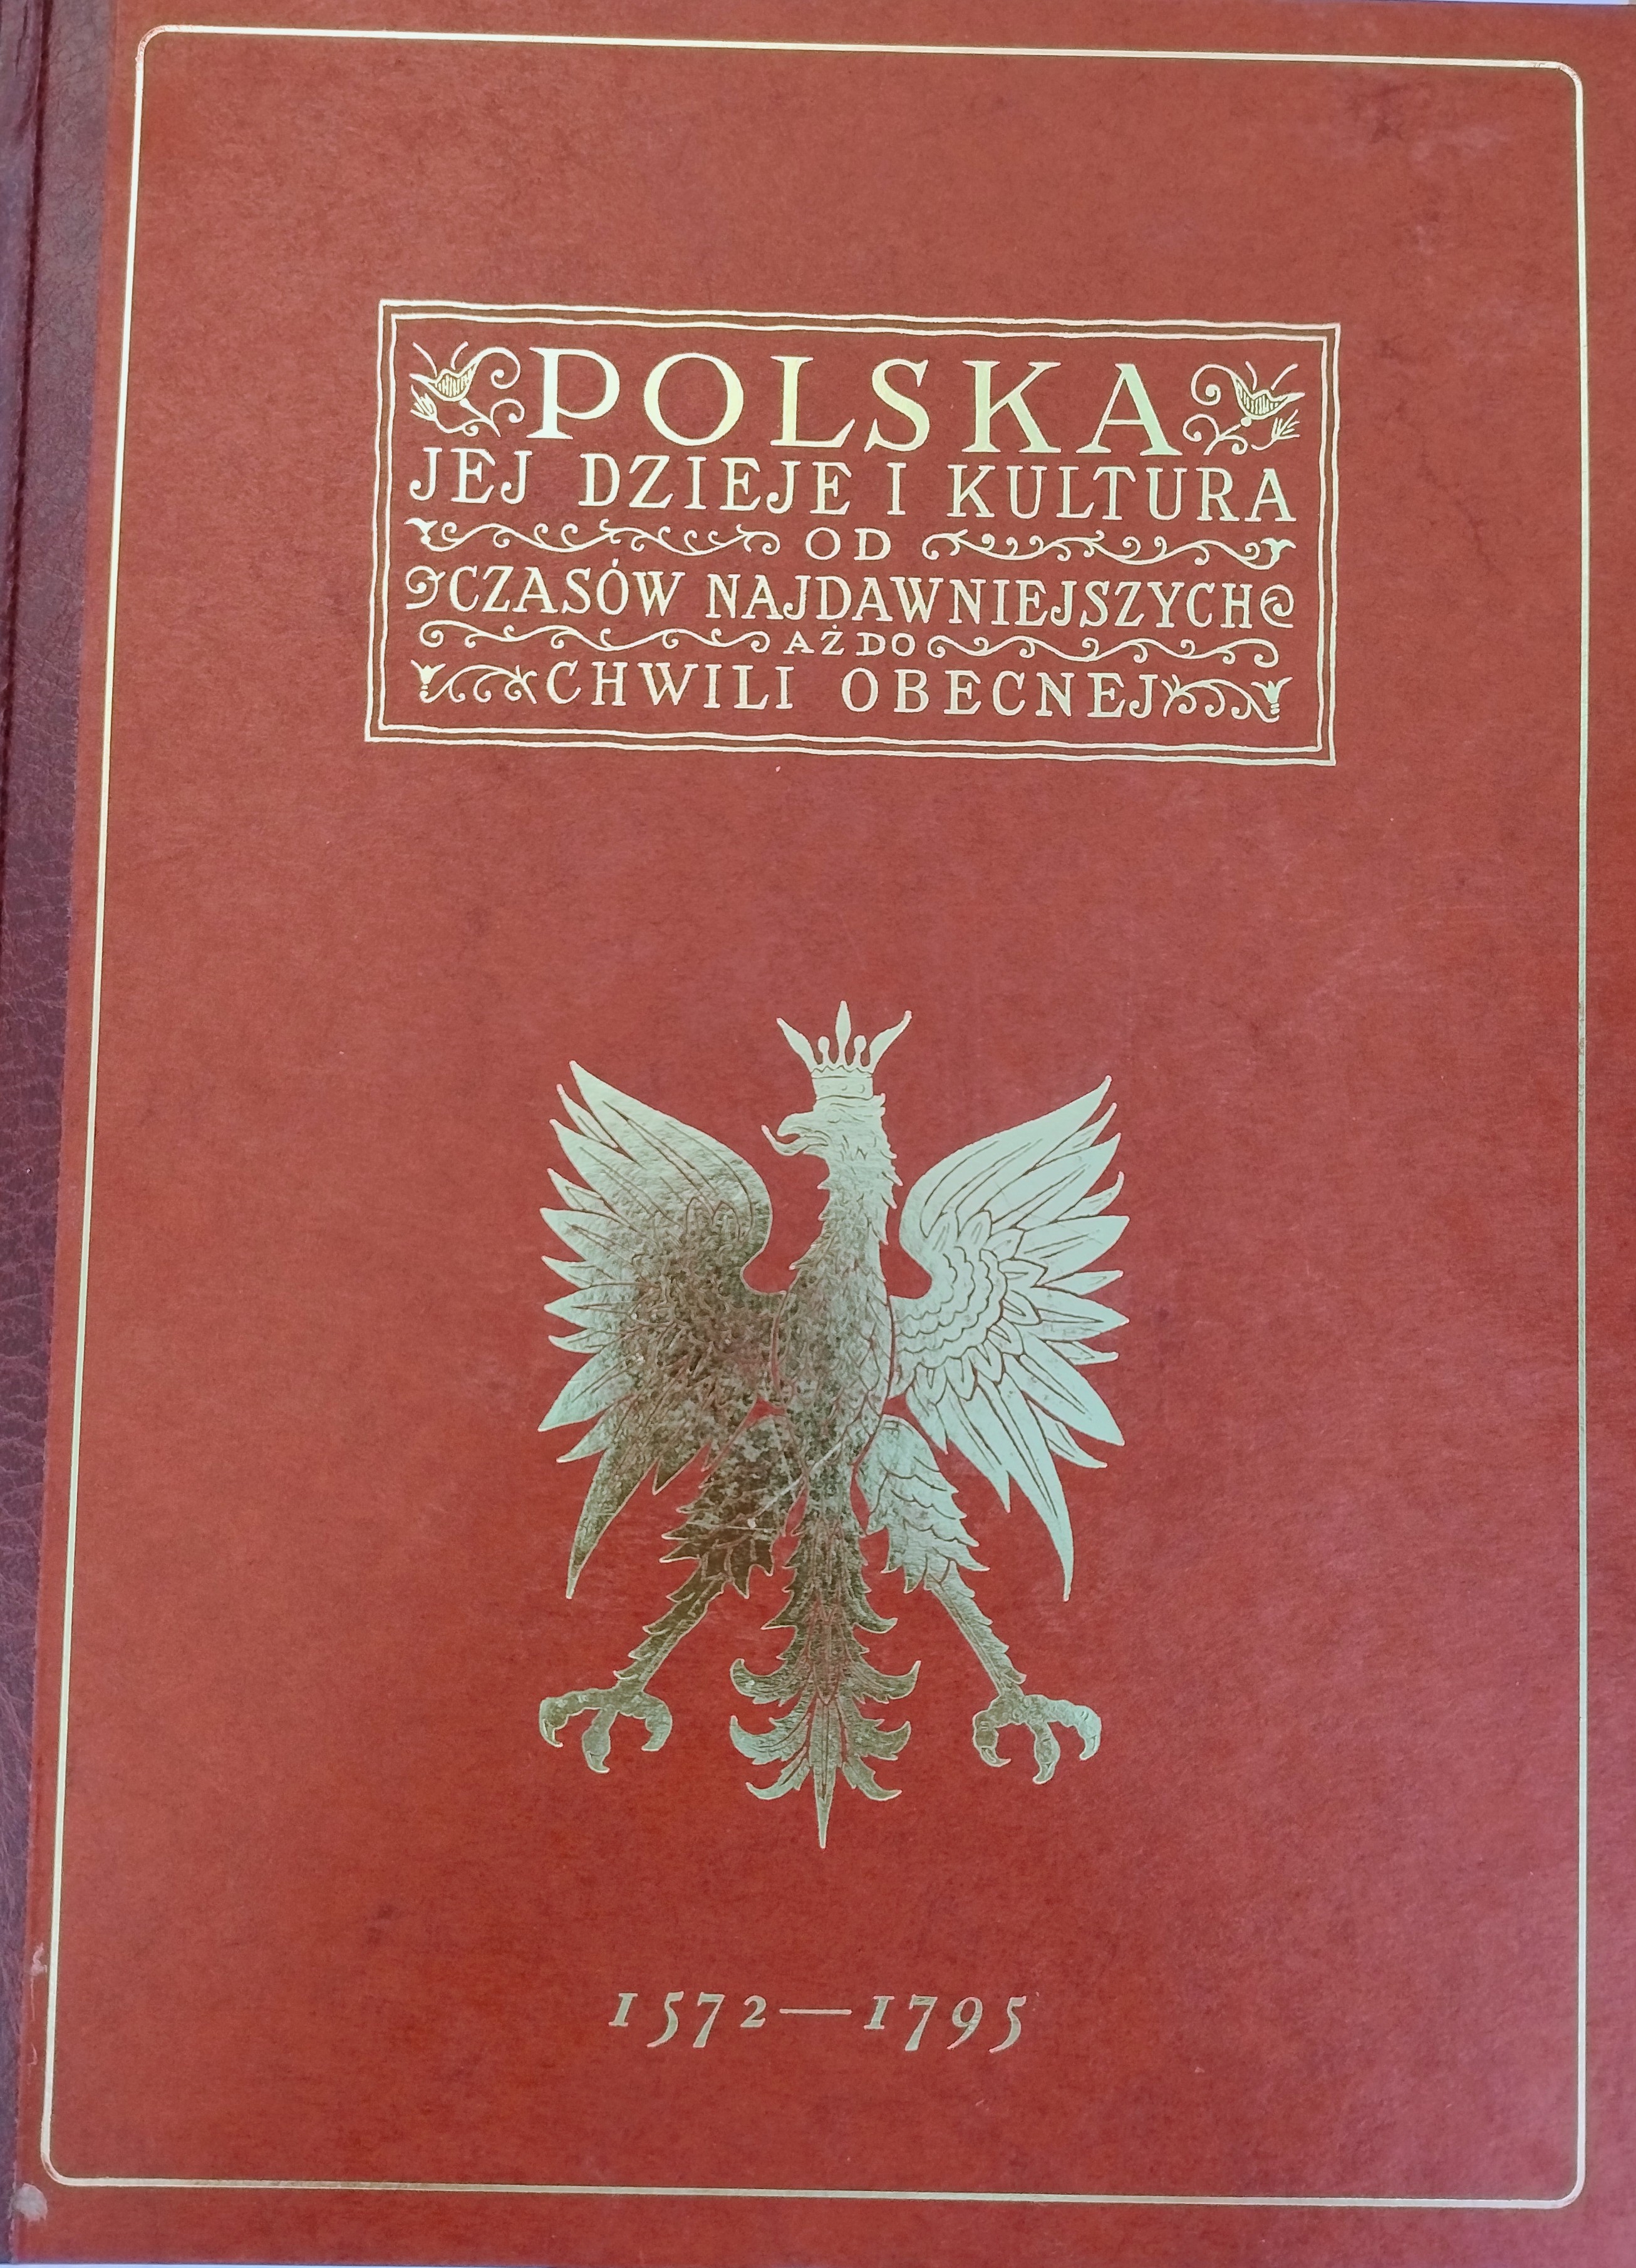 POLSKA
JEJ DZIEJE I KULTURA
OD
CZASÓW NAJDAWNIEJSZYCH
AŻ DO
CHWILI OBECNEJ
1572—1795